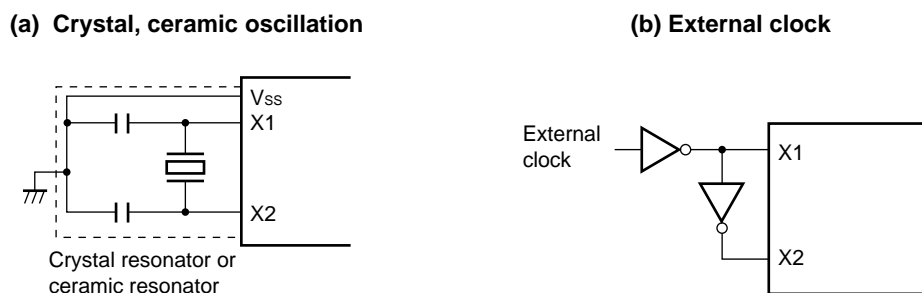 (a) Crystal, ceramic oscillation
VSS
X1
X2
Crystal resonator or
ceramic resonator
(b) External clock
External
clock
X1
X2